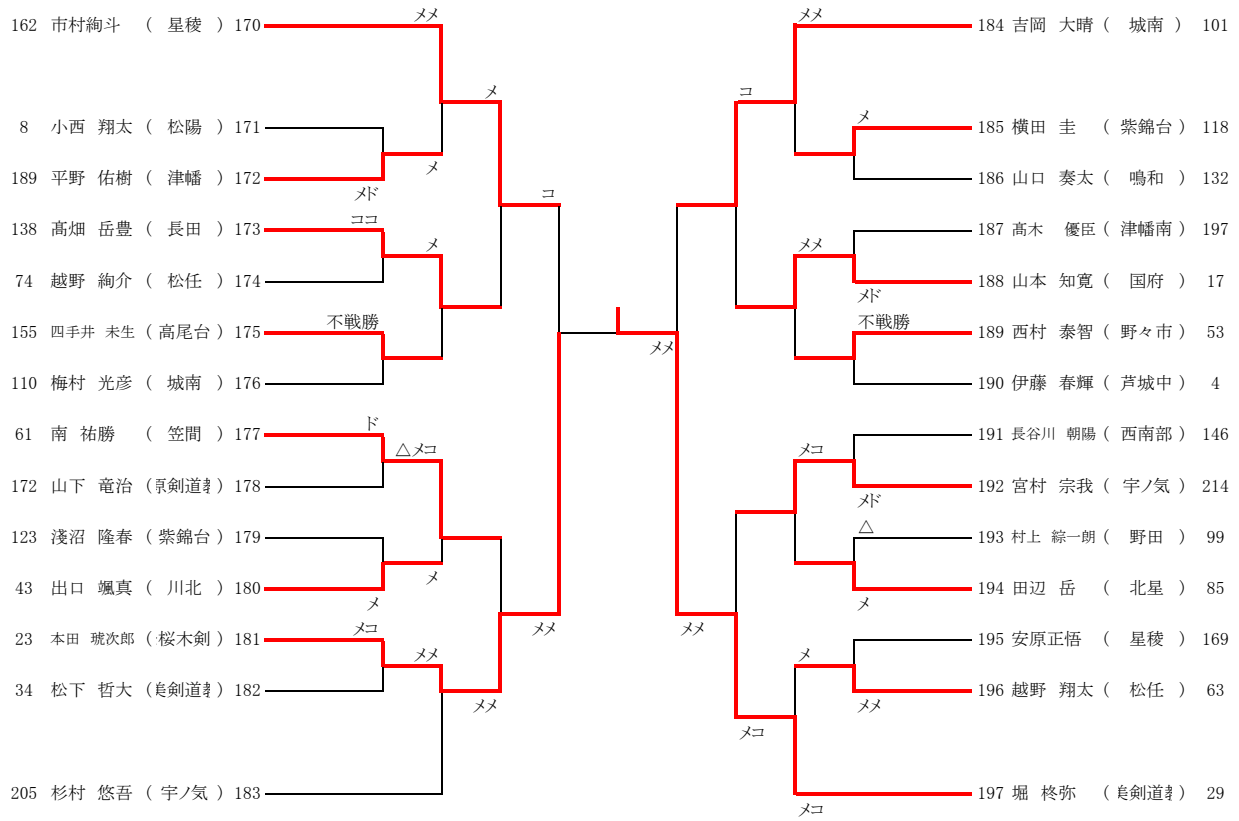 メメ
メメ
162 市村絢斗 ( 星稜 ) 170
184 吉岡 大晴 ( 城南 ) 101
メ
コ
8 小西 翔太 ( 松陽 ) 171
メ
185 横田 圭 ( 紫錦台 ) 118
メ
189 平野 佑樹 ( 津幡 ) 172
186 山口 奏太 ( 鳴和 ) 132
メド
コ
138 髙畑 岳豊 ( 長田 ) 173
ココ
メ
187 髙木 優臣 ( 津幡南 ) 197
メメ
74 越野 絢介 ( 松任 ) 174
188 山本 知寛 ( 国府 ) 17
メド
155 四手井 未生 ( 高尾台 ) 175
不戦勝
不戦勝
189 西村 泰智 ( 野々市 ) 53
メメ
110 梅村 光彦 ( 城南 ) 176
190 伊藤 春輝 ( 芦城中 ) 4
61 南 祐勝 ( 笠間 ) 177
ド
191 長谷川 朝陽 ( 西南部 ) 146
△メコ
メコ
172 山下 竜治 ( 剣道 178
192 宮村 宗我 ( 宇ノ気 ) 214
メド
123 淺沼 隆春 ( 紫錦台 ) 179
△
193 村上 綜一朗 ( 野田 ) 99
メ
43 出口 颯真 ( 川北 ) 180
194 田辺 岳 ( 北星 ) 85
メ
メ
23 本田 琥次郎 ( 桜木剣 ) 181
メコ
メメ
メメ
195 安原正悟 ( 星稜 ) 169
メメ
メ
34 松下 哲大 ( 剣道 182
196 越野 翔太 ( 松任 ) 63
メメ
メメ
メコ
205 杉村 悠吾 ( 宇ノ気 ) 183
197 堀 柊弥 ( 剣道 ) 29
メコ